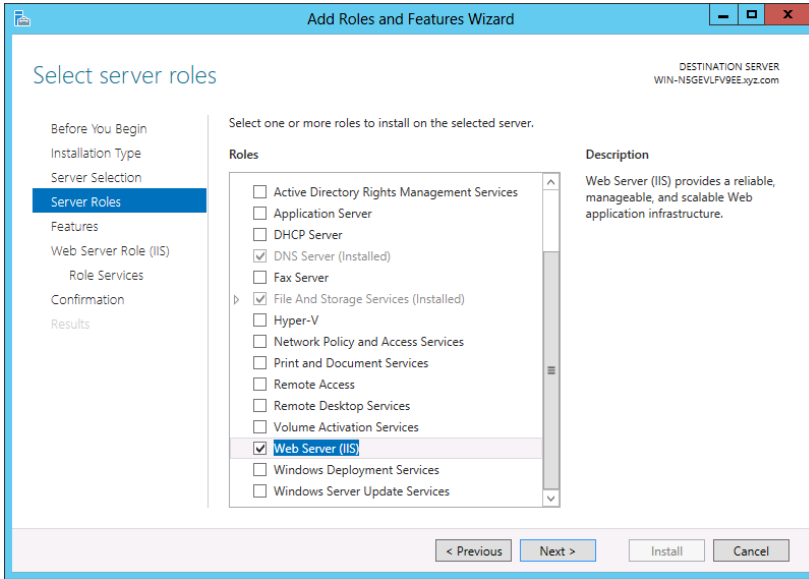 Add Roles and Features Wizard
Select server roles
DESTINATION SERVER
WIN-N5GEVLFV9EE.xyz.com
Before You Begin
Installation Type
Server Selection
Server Roles
Features
Web Server Role (IIS)
Role Services
Confirmation
Results
Select one or more roles to install on the selected server.
Roles
Active Directory Rights Management Services
Application Server
DHCP Server
DNS Server (Installed)
Fax Server
File And Storage Services (Installed)
Hyper-V
Network Policy and Access Services
Print and Document Services
Remote Access
Remote Desktop Services
Volume Activation Services
Web Server (IIS)
Windows Deployment Services
Windows Server Update Services
Description
Web Server (IIS) provides a reliable,
manageable, and scalable Web
application infrastructure.
< Previous
Next >
Install
Cancel